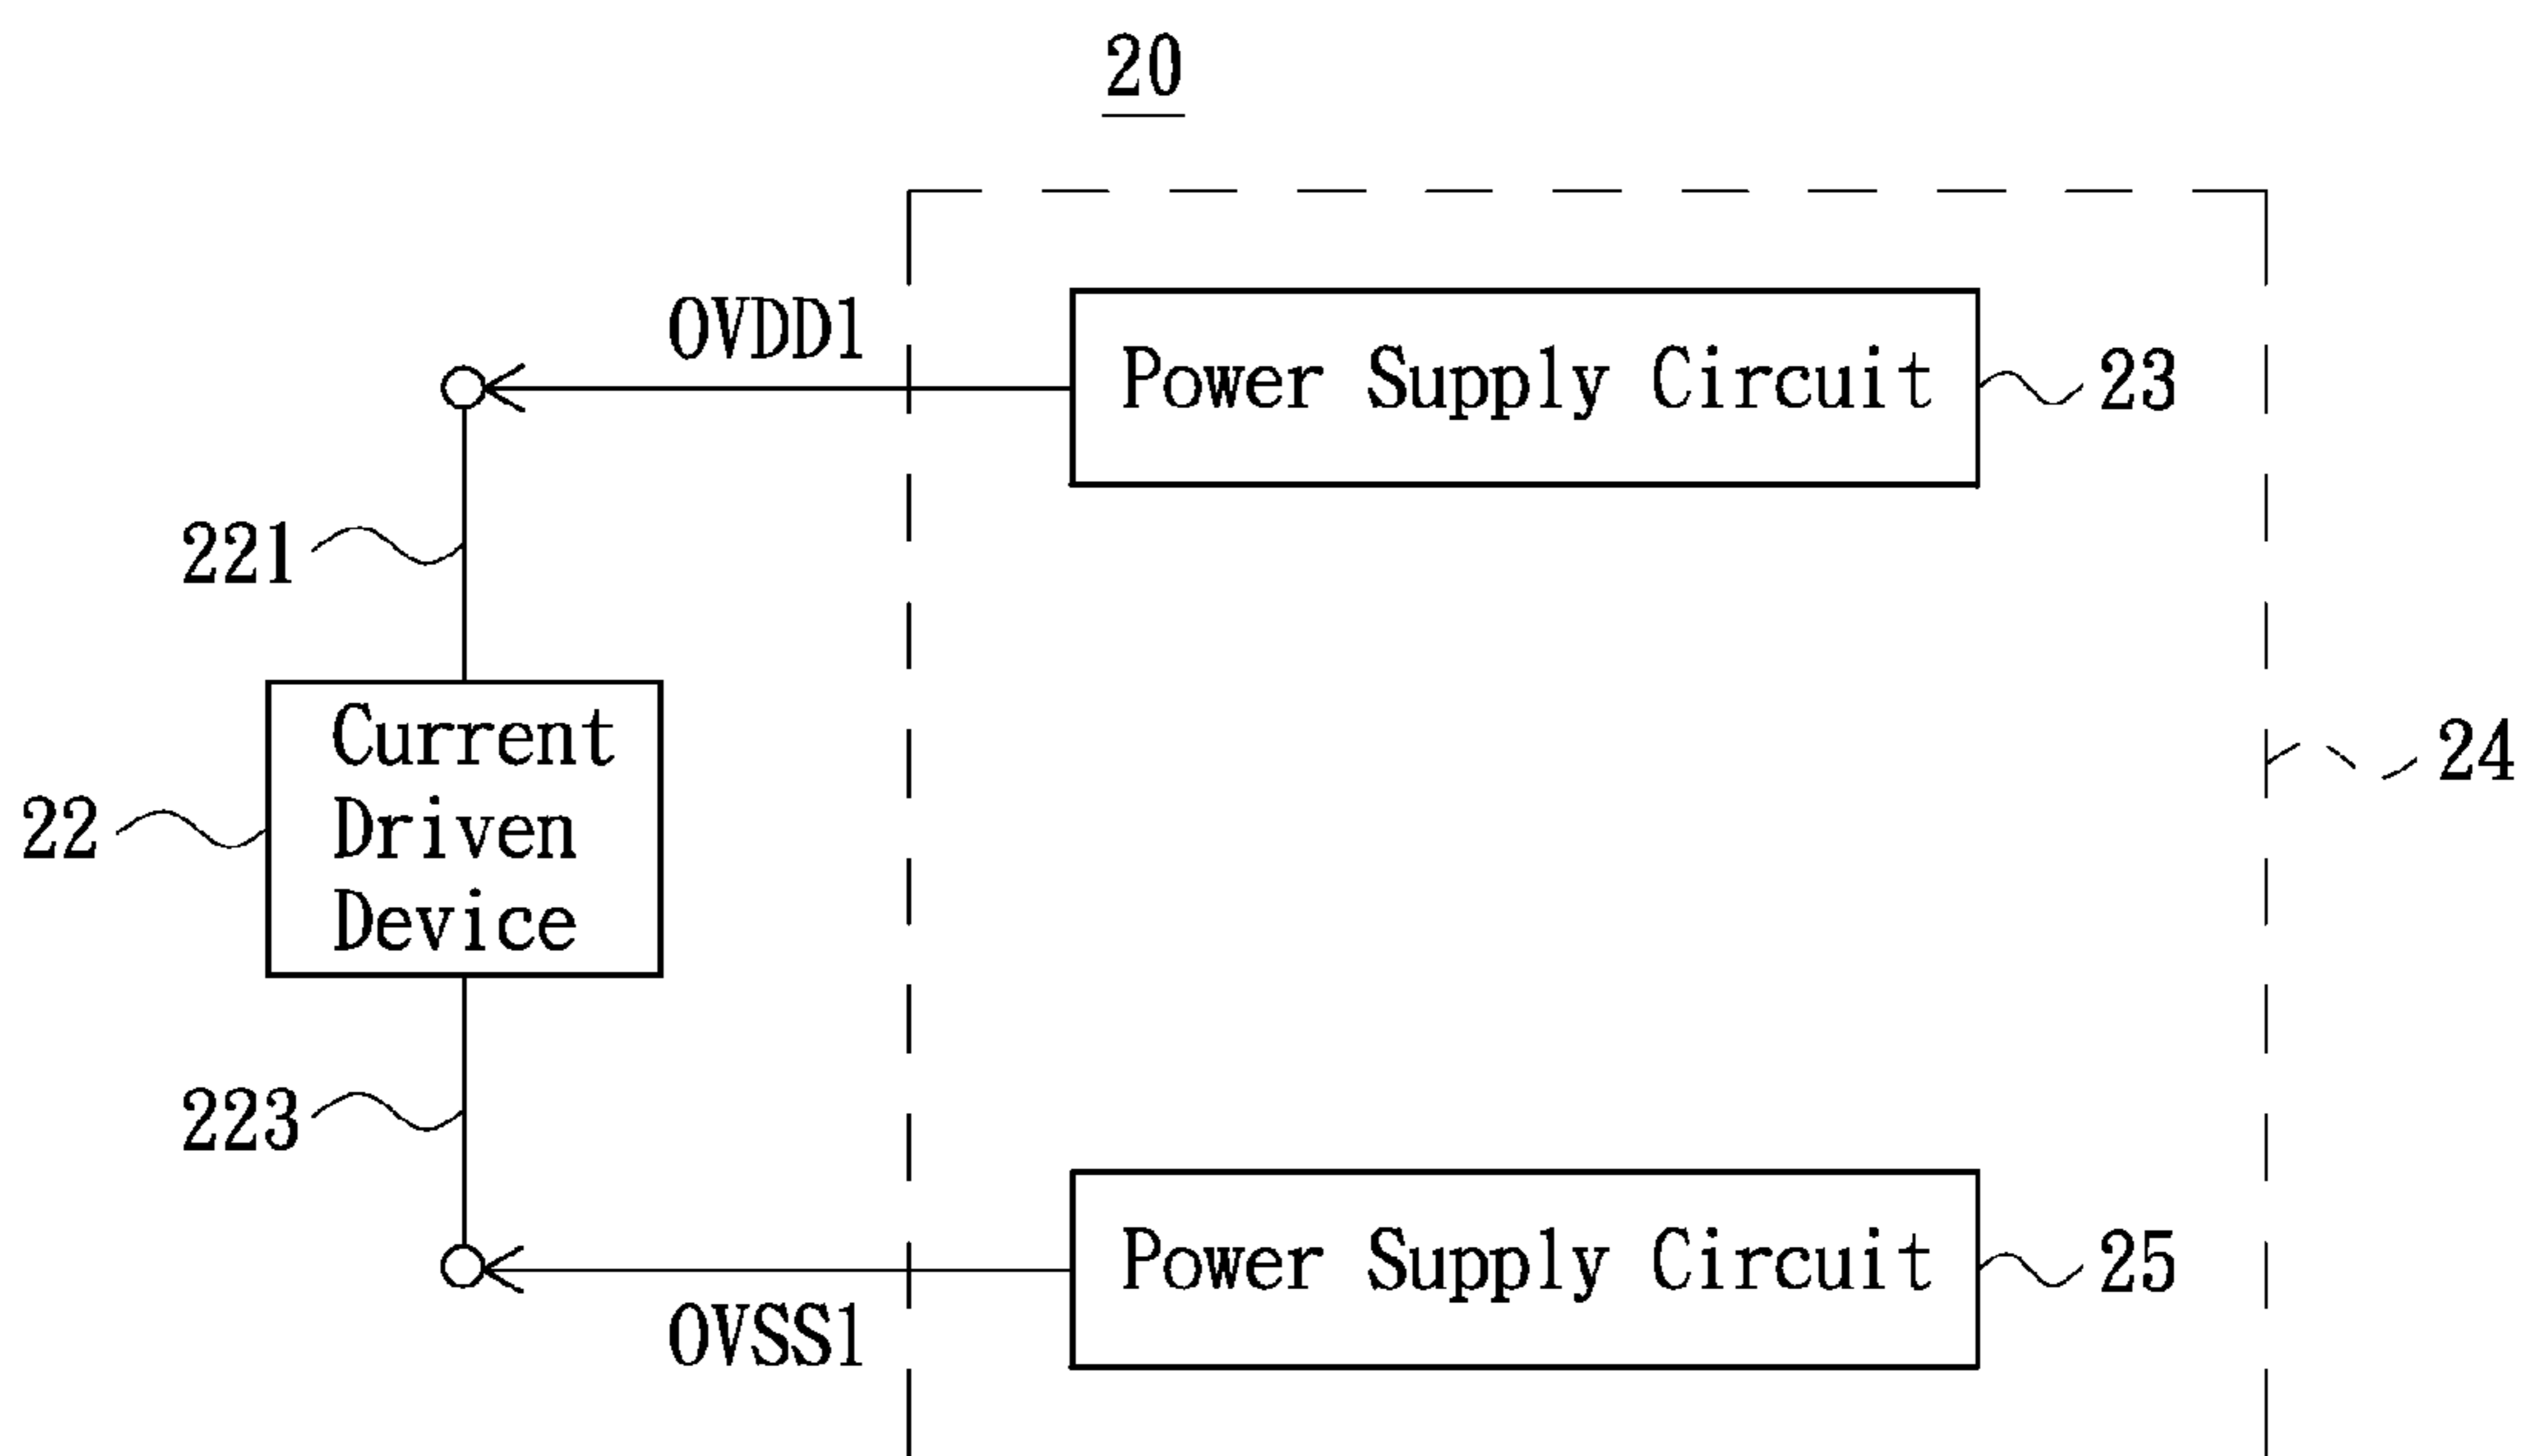 20
OVDD1
Power Supply Circuit
23
221
Current
Driven
Device
22
24
223
Power Supply Circuit
25
OVSS1